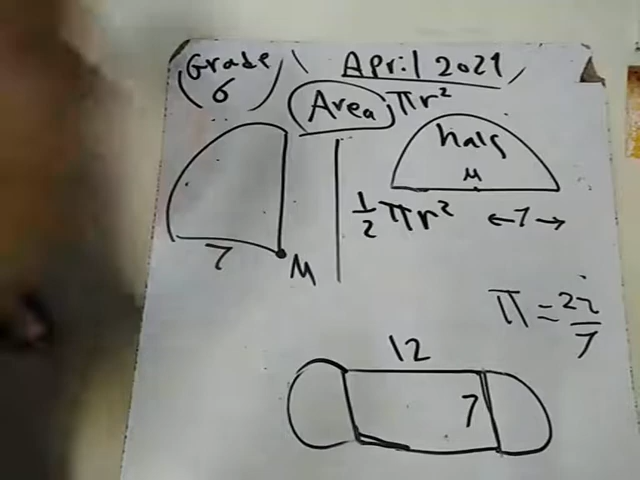 Grade 6
April 2021
Area πr²
half
M
½πr²
←7→
7
M
π = 22/7
12
7